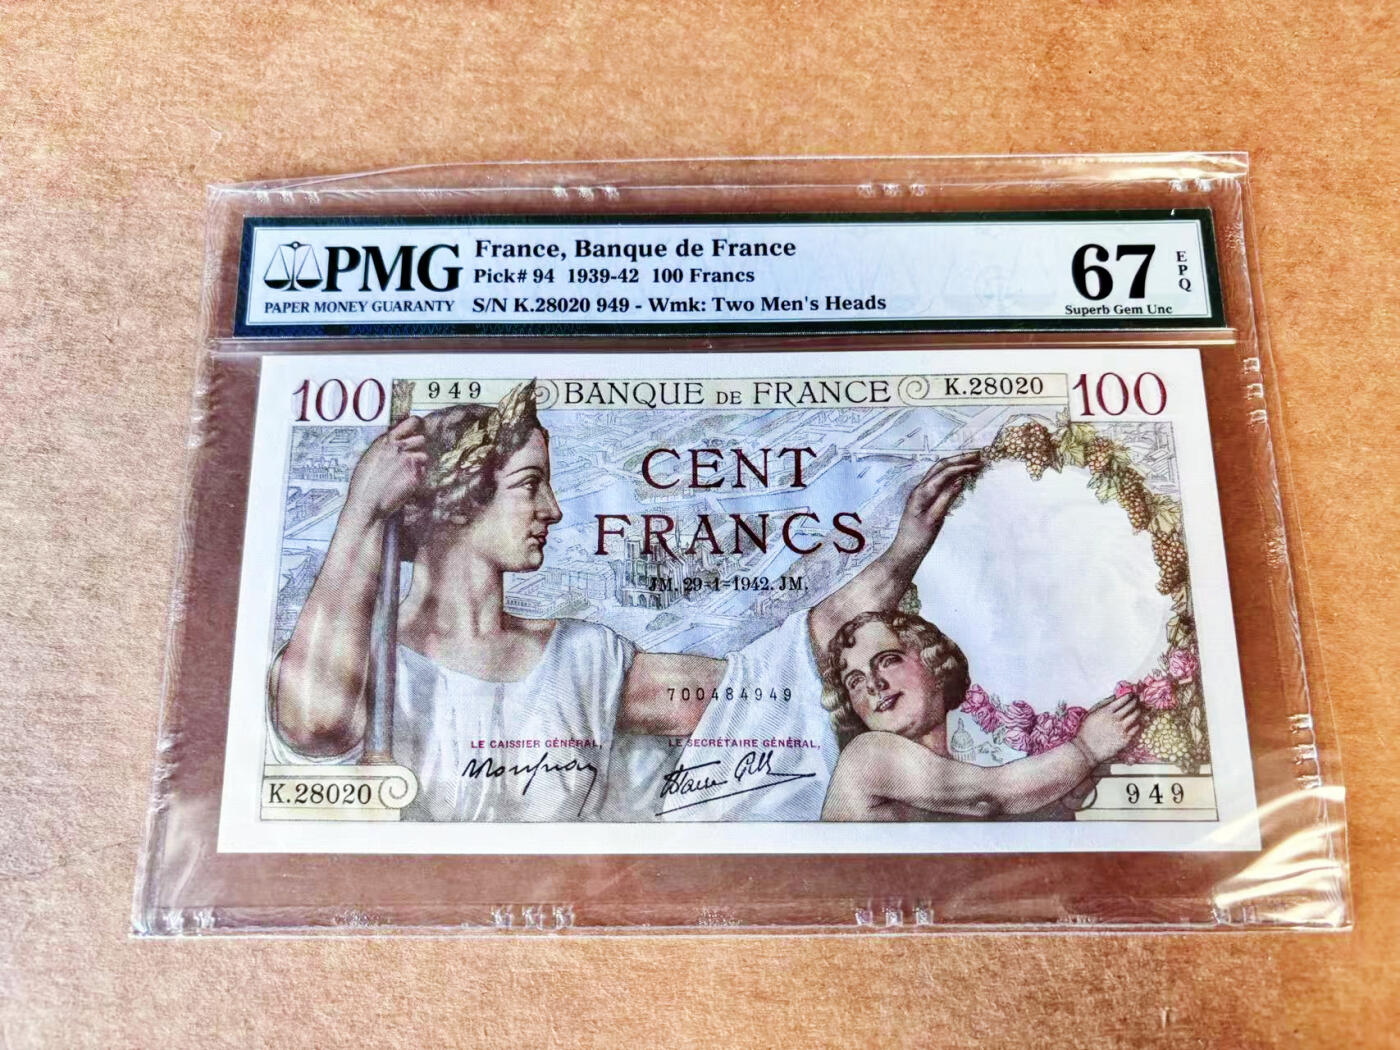 PMG
PAPER MONEY GUARANTY
France, Banque de France
Pick# 94 1939-42 100 Francs
S/N K.28020 949 - Wmk: Two Men's Heads
67
EPQ
Superb Gem Unc
100
949
BANQUE DE FRANCE
K.28020
100
CENT
FRANCS
JM. 29=1=1942. JM.
700484949
LE CAISSIER GÉNÉRAL,
LE SECRÉTAIRE GÉNÉRAL,
K.28020
949